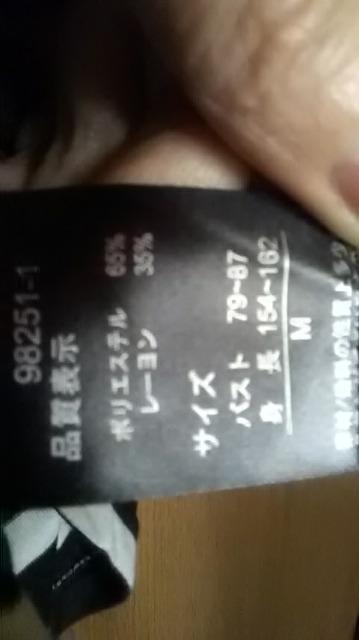 98251-1
品質表示
ポリエステル 65%
レーヨン 35%
サイズ
バスト 79~87
身 長 154~162
M